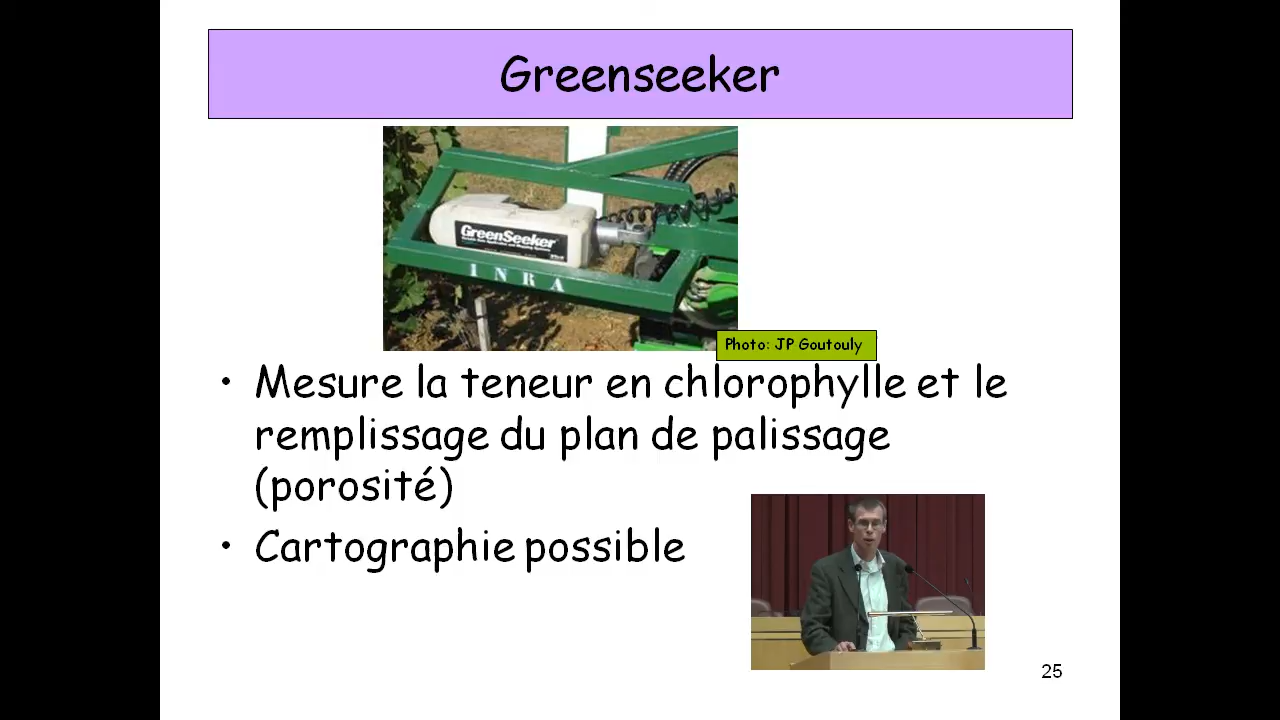 Greenseeker
GreenSeeker
I N R A
Photo: JP Goutouly
• Mesure la teneur en chlorophylle et le
remplissage du plan de palissage
(porosité)
• Cartographie possible
25